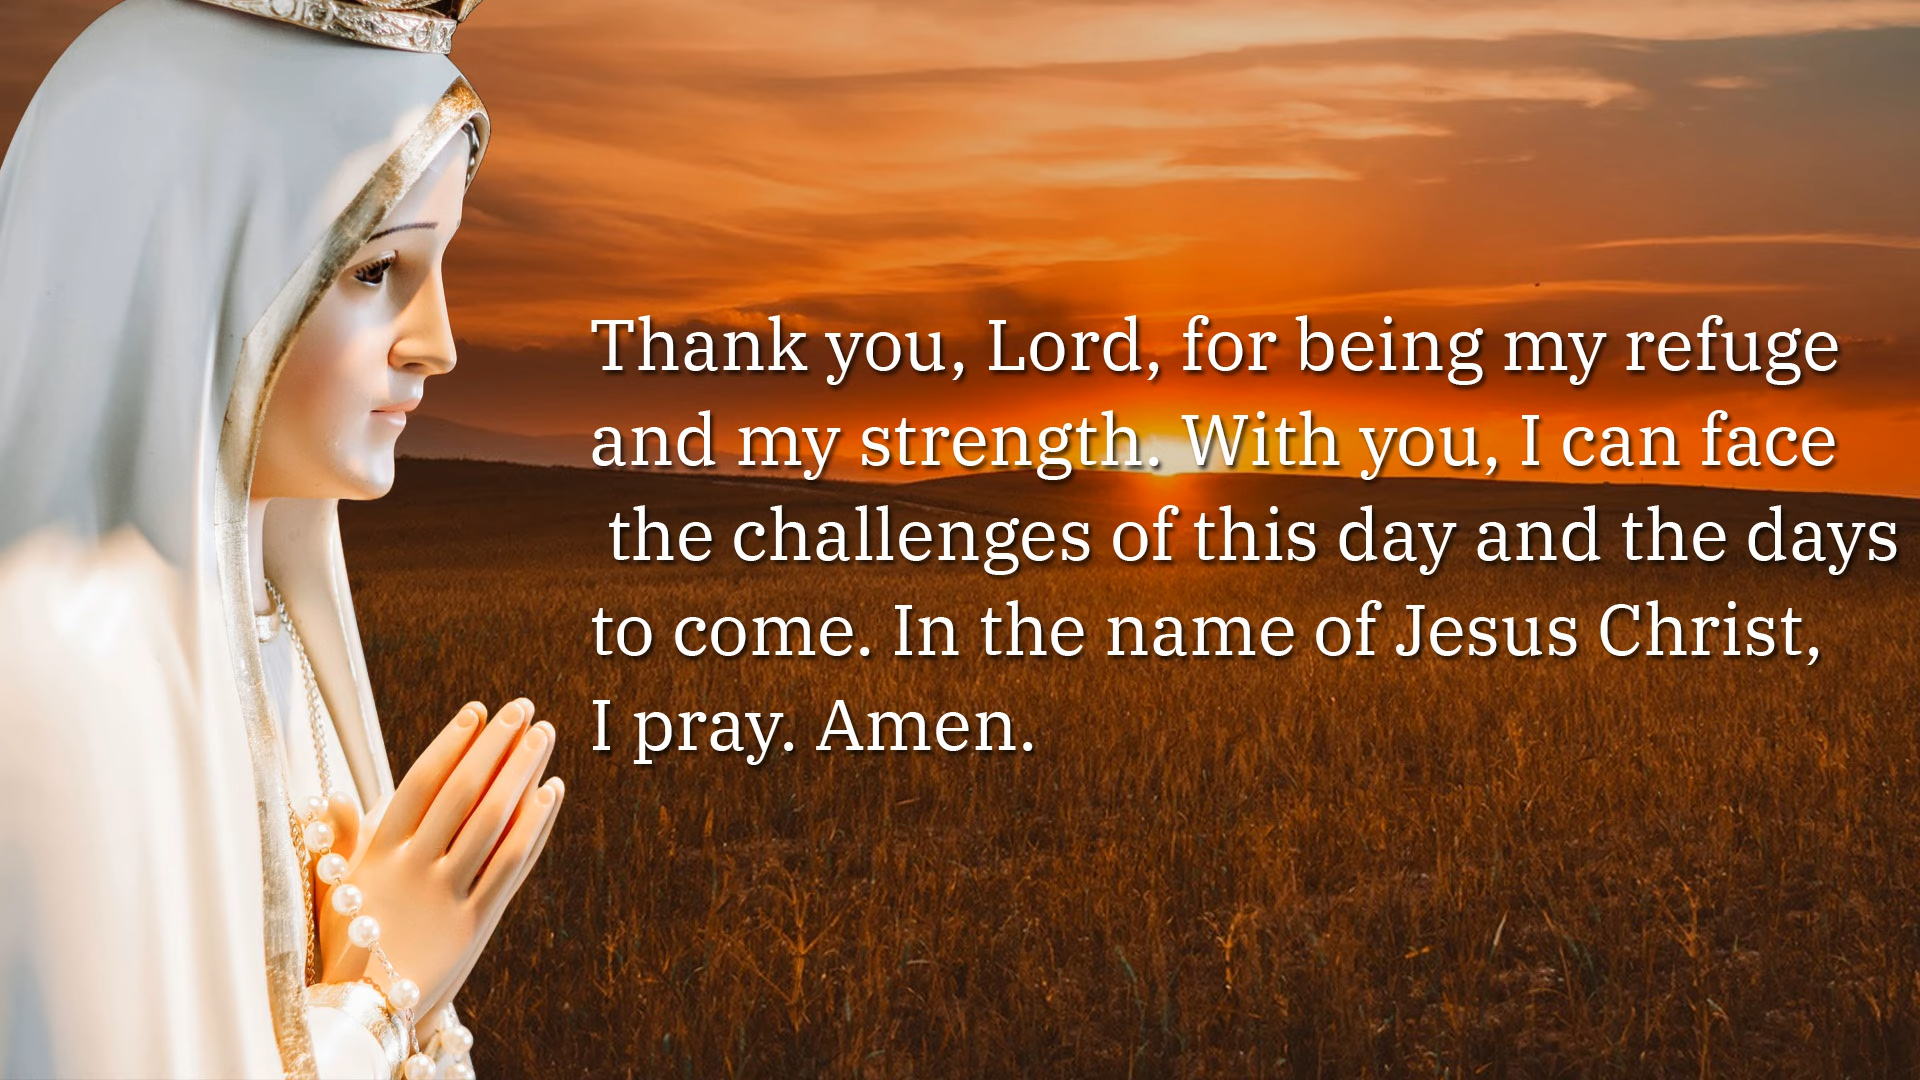 Thank you, Lord, for being my refuge
and my strength. With you, I can face
the challenges of this day and the days
to come. In the name of Jesus Christ,
I pray. Amen.